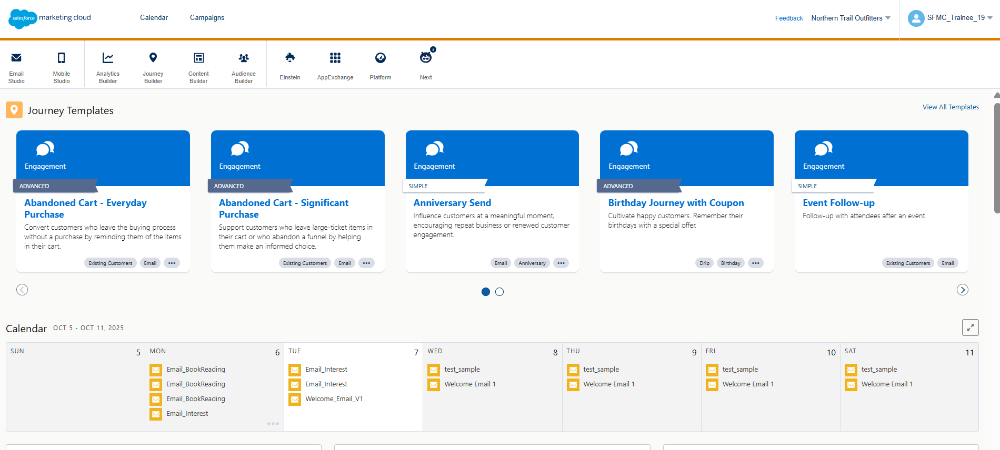 salesforce marketing cloud
Calendar
Campaigns
Feedback
Northern Trail Outfitters
SFMC_Trainee_19
Email
Studio
Mobile
Studio
Analytics
Builder
Journey
Builder
Content
Builder
Audience
Builder
Einstein
AppExchange
Platform
Next
Journey Templates
View All Templates
Engagement
ADVANCED
Abandoned Cart - Everyday
Purchase
Convert customers who leave the buying process
without a purchase by reminding them of the items
in their cart.
Existing Customers
Email
•••
Engagement
ADVANCED
Abandoned Cart - Significant
Purchase
Support customers who leave large-ticket items in
their cart or who abandon a funnel by helping
them make an informed choice.
Existing Customers
Email
•••
Engagement
SIMPLE
Anniversary Send
Influence customers at a meaningful moment,
encouraging repeat business or renewed customer
engagement.
Email
Anniversary
•••
Engagement
ADVANCED
Birthday Journey with Coupon
Cultivate happy customers. Remember their
birthdays with a special offer.
Drip
Birthday
•••
Engagement
SIMPLE
Event Follow-up
Follow-up with attendees after an event.
Existing Customers
Email
Calendar OCT 5 - OCT 11, 2025
SUN 5
MON 6
Email_BookReading
Email_BookReading
Email_BookReading
Email_Interest
•••
TUE 7
Email_Interest
Email_Interest
Welcome_Email_V1
WED 8
test_sample
Welcome Email 1
THU 9
test_sample
Welcome Email 1
FRI 10
test_sample
Welcome Email 1
SAT 11
test_sample
Welcome Email 1